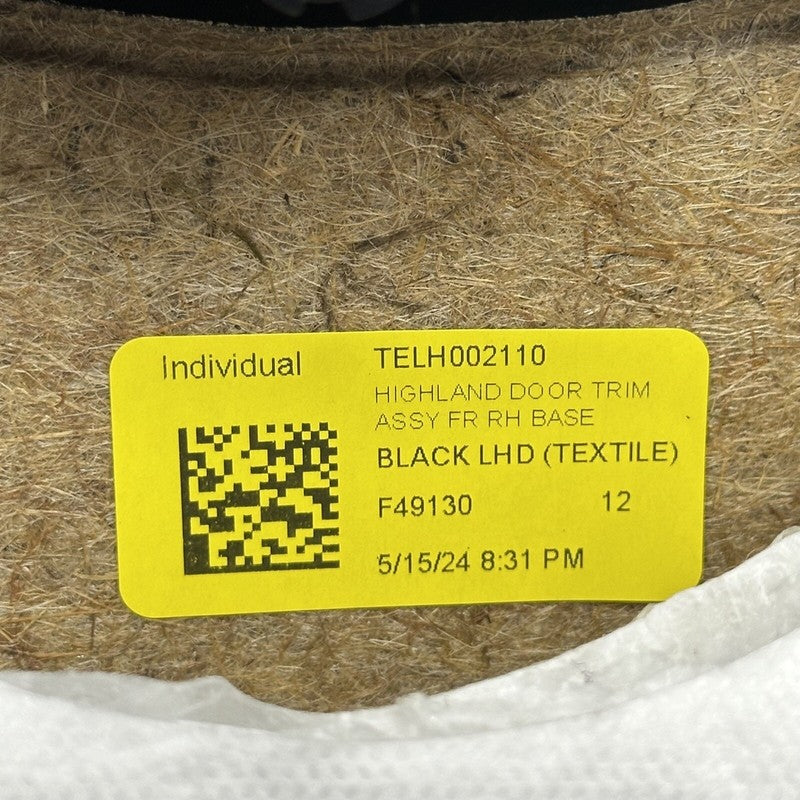 Individual
TELH002110
HIGHLAND DOOR TRIM
ASSY FR RH BASE
BLACK LHD (TEXTILE)
F49130 12
5/15/24 8:31 PM